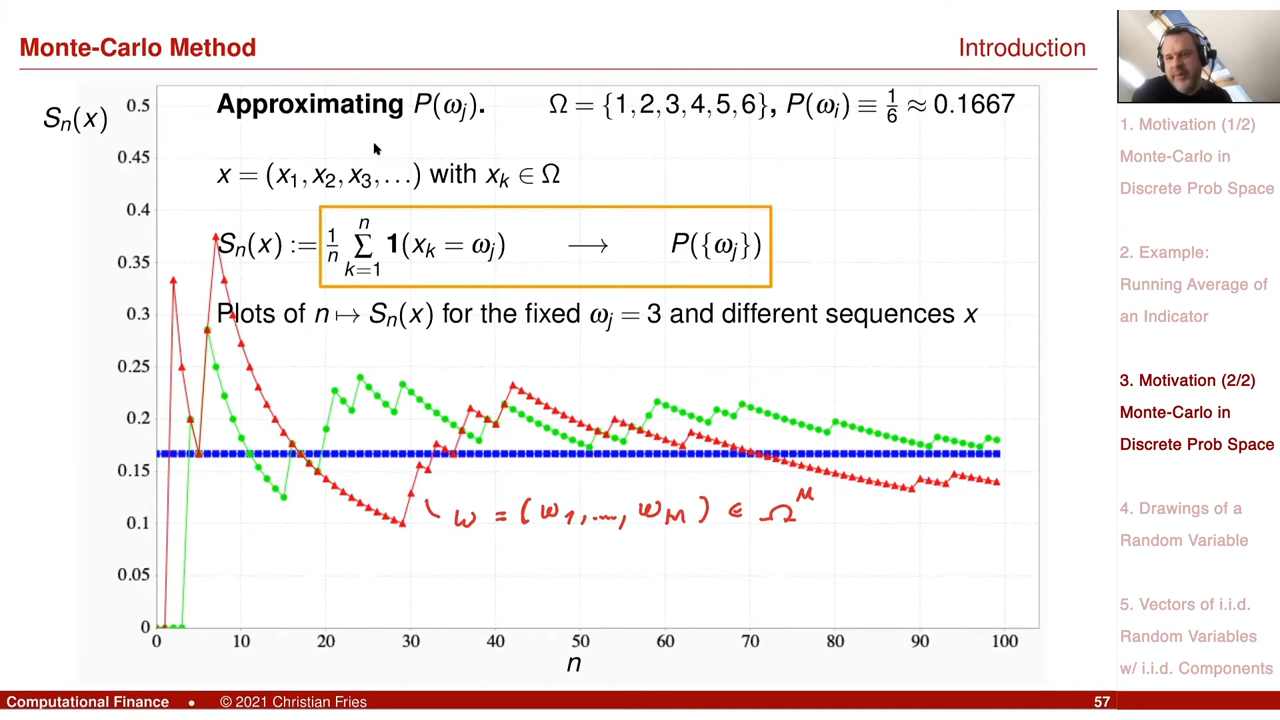 Monte-Carlo Method
Introduction
Sₙ(x)
Approximating P(ωⱼ). Ω = {1,2,3,4,5,6}, P(ωᵢ) ≡ 1/6 ≈ 0.1667
x = (x₁, x₂, x₃, …) with xₖ ∈ Ω
Sₙ(x) := 1/n ∑ₖ₌₁ⁿ 1(xₖ = ωⱼ) ⟶ P({ωⱼ})
Plots of n ↦ Sₙ(x) for the fixed ωⱼ = 3 and different sequences x
ω = (ω₁, …, ω_M) ∈ Ω^M
0.5
0.45
0.4
0.35
0.3
0.25
0.2
0.15
0.1
0.05
0
10 20 30 40 50 60 70 80 90 100
n
1. Motivation (1/2)
Monte-Carlo in
Discrete Prob Space
2. Example:
Running Average of
an Indicator
3. Motivation (2/2)
Monte-Carlo in
Discrete Prob Space
4. Drawings of a
Random Variable
5. Vectors of i.i.d.
Random Variables
w/ i.i.d. Components
Computational Finance • © 2021 Christian Fries 57